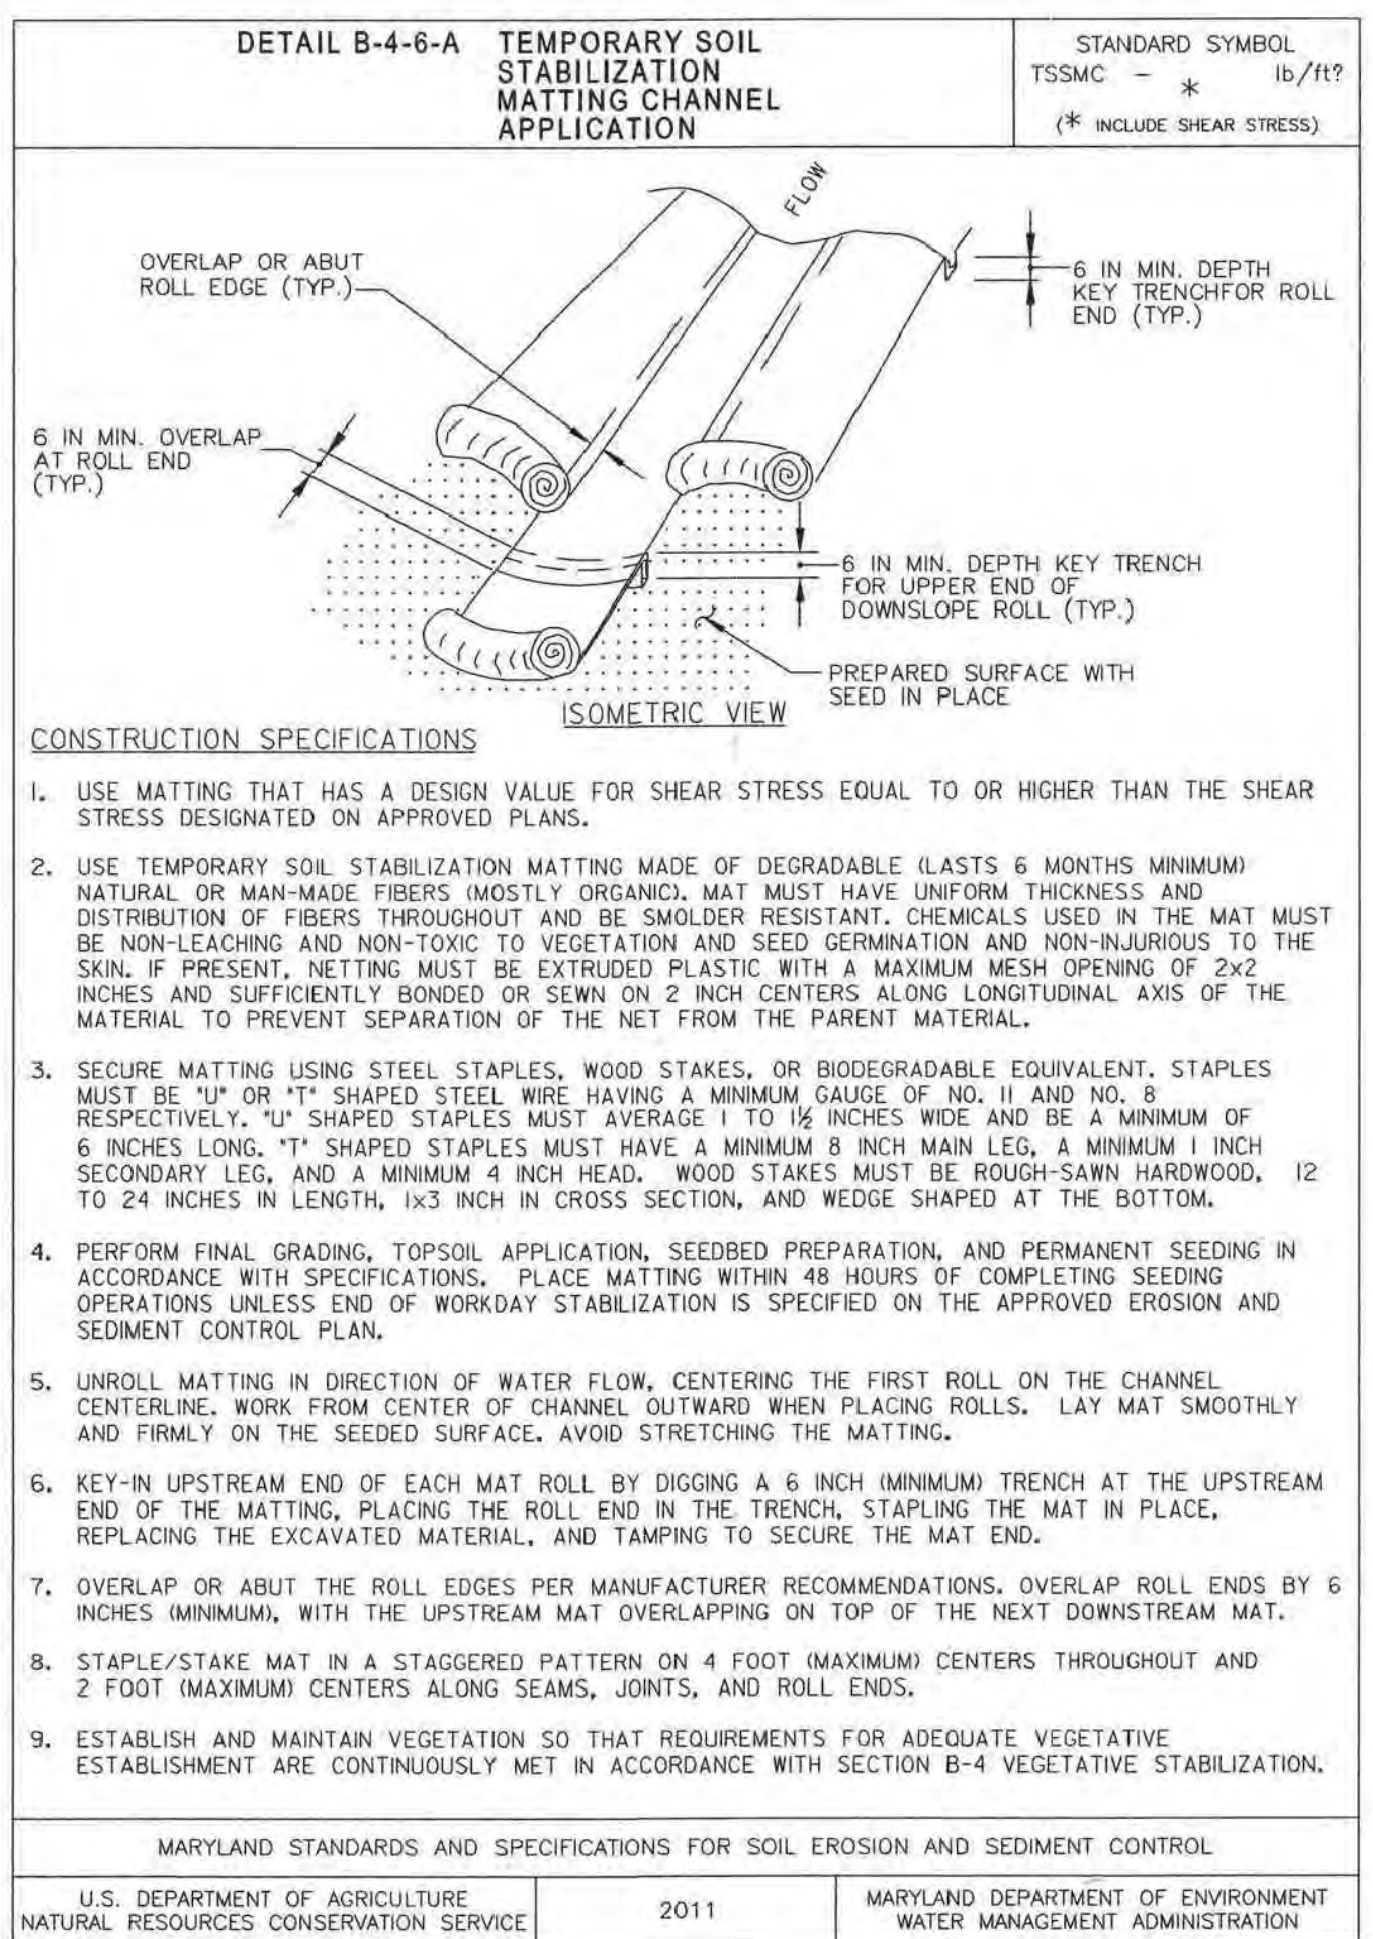 DETAIL B-4-6-A TEMPORARY SOIL
STABILIZATION
MATTING CHANNEL
APPLICATION
STANDARD SYMBOL
TSSMC - * lb/ft?
(* INCLUDE SHEAR STRESS)
FLOW
OVERLAP OR ABUT
ROLL EDGE (TYP.)
6 IN MIN. DEPTH
KEY TRENCHFOR ROLL
END (TYP.)
6 IN MIN. OVERLAP
AT ROLL END
(TYP.)
6 IN MIN. DEPTH KEY TRENCH
FOR UPPER END OF
DOWNSLOPE ROLL (TYP.)
PREPARED SURFACE WITH
SEED IN PLACE
ISOMETRIC VIEW
CONSTRUCTION SPECIFICATIONS
1. USE MATTING THAT HAS A DESIGN VALUE FOR SHEAR STRESS EQUAL TO OR HIGHER THAN THE SHEAR
STRESS DESIGNATED ON APPROVED PLANS.
2. USE TEMPORARY SOIL STABILIZATION MATTING MADE OF DEGRADABLE (LASTS 6 MONTHS MINIMUM)
NATURAL OR MAN-MADE FIBERS (MOSTLY ORGANIC). MAT MUST HAVE UNIFORM THICKNESS AND
DISTRIBUTION OF FIBERS THROUGHOUT AND BE SMOLDER RESISTANT. CHEMICALS USED IN THE MAT MUST
BE NON-LEACHING AND NON-TOXIC TO VEGETATION AND SEED GERMINATION AND NON-INJURIOUS TO THE
SKIN. IF PRESENT, NETTING MUST BE EXTRUDED PLASTIC WITH A MAXIMUM MESH OPENING OF 2x2
INCHES AND SUFFICIENTLY BONDED OR SEWN ON 2 INCH CENTERS ALONG LONGITUDINAL AXIS OF THE
MATERIAL TO PREVENT SEPARATION OF THE NET FROM THE PARENT MATERIAL.
3. SECURE MATTING USING STEEL STAPLES, WOOD STAKES, OR BIODEGRADABLE EQUIVALENT. STAPLES
MUST BE "U" OR "T" SHAPED STEEL WIRE HAVING A MINIMUM GAUGE OF NO. 11 AND NO. 8
RESPECTIVELY. "U" SHAPED STAPLES MUST AVERAGE 1 TO 1½ INCHES WIDE AND BE A MINIMUM OF
6 INCHES LONG. "T" SHAPED STAPLES MUST HAVE A MINIMUM 8 INCH MAIN LEG, A MINIMUM 1 INCH
SECONDARY LEG, AND A MINIMUM 4 INCH HEAD. WOOD STAKES MUST BE ROUGH-SAWN HARDWOOD, 12
TO 24 INCHES IN LENGTH, 1x3 INCH IN CROSS SECTION, AND WEDGE SHAPED AT THE BOTTOM.
4. PERFORM FINAL GRADING, TOPSOIL APPLICATION, SEEDBED PREPARATION, AND PERMANENT SEEDING IN
ACCORDANCE WITH SPECIFICATIONS. PLACE MATTING WITHIN 48 HOURS OF COMPLETING SEEDING
OPERATIONS UNLESS END OF WORKDAY STABILIZATION IS SPECIFIED ON THE APPROVED EROSION AND
SEDIMENT CONTROL PLAN.
5. UNROLL MATTING IN DIRECTION OF WATER FLOW, CENTERING THE FIRST ROLL ON THE CHANNEL
CENTERLINE. WORK FROM CENTER OF CHANNEL OUTWARD WHEN PLACING ROLLS. LAY MAT SMOOTHLY
AND FIRMLY ON THE SEEDED SURFACE. AVOID STRETCHING THE MATTING.
6. KEY-IN UPSTREAM END OF EACH MAT ROLL BY DIGGING A 6 INCH (MINIMUM) TRENCH AT THE UPSTREAM
END OF THE MATTING, PLACING THE ROLL END IN THE TRENCH, STAPLING THE MAT IN PLACE,
REPLACING THE EXCAVATED MATERIAL, AND TAMPING TO SECURE THE MAT END.
7. OVERLAP OR ABUT THE ROLL EDGES PER MANUFACTURER RECOMMENDATIONS. OVERLAP ROLL ENDS BY 6
INCHES (MINIMUM), WITH THE UPSTREAM MAT OVERLAPPING ON TOP OF THE NEXT DOWNSTREAM MAT.
8. STAPLE/STAKE MAT IN A STAGGERED PATTERN ON 4 FOOT (MAXIMUM) CENTERS THROUGHOUT AND
2 FOOT (MAXIMUM) CENTERS ALONG SEAMS, JOINTS, AND ROLL ENDS.
9. ESTABLISH AND MAINTAIN VEGETATION SO THAT REQUIREMENTS FOR ADEQUATE VEGETATIVE
ESTABLISHMENT ARE CONTINUOUSLY MET IN ACCORDANCE WITH SECTION B-4 VEGETATIVE STABILIZATION.
MARYLAND STANDARDS AND SPECIFICATIONS FOR SOIL EROSION AND SEDIMENT CONTROL
U.S. DEPARTMENT OF AGRICULTURE
NATURAL RESOURCES CONSERVATION SERVICE
2011
MARYLAND DEPARTMENT OF ENVIRONMENT
WATER MANAGEMENT ADMINISTRATION